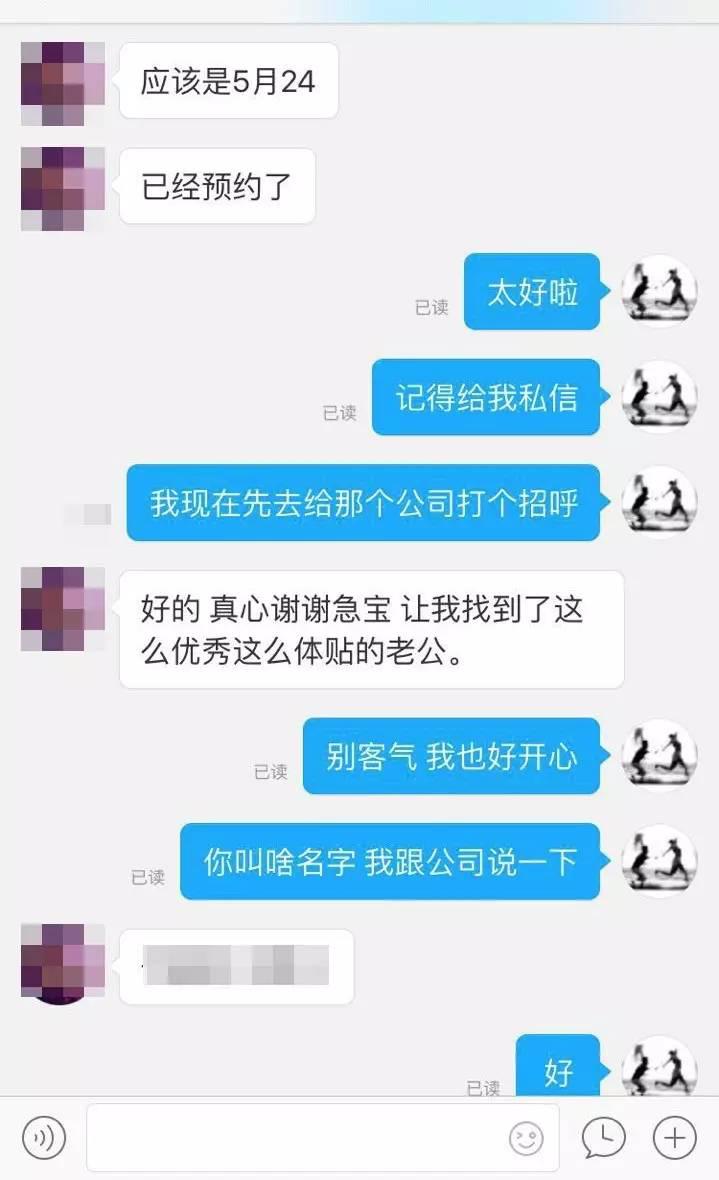 应该是5月24
已经预约了
太好啦
已读
记得给我私信
已读
我现在先去给那个公司打个招呼
好的 真心谢谢急宝 让我找到了这
么优秀这么体贴的老公。
别客气 我也好开心
已读
你叫啥名字 我跟公司说一下
已读
好
已读